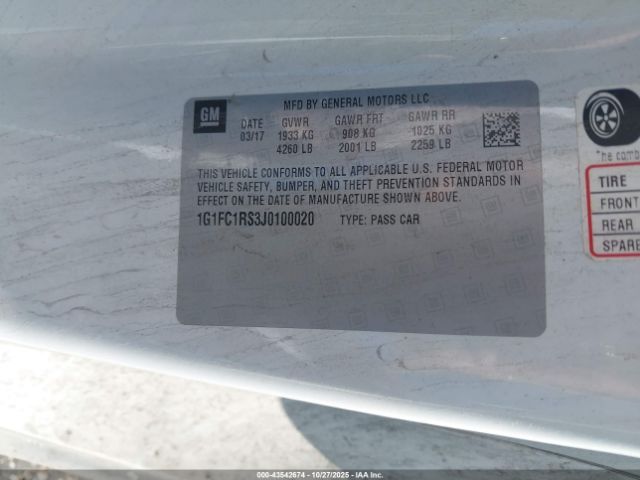 GM
MFD BY GENERAL MOTORS LLC
DATE GVWR GAWR FRT GAWR RR
03/17 1933 KG 908 KG 1025 KG
4260 LB 2001 LB 2259 LB
THIS VEHICLE CONFORMS TO ALL APPLICABLE U.S. FEDERAL MOTOR
VEHICLE SAFETY, BUMPER, AND THEFT PREVENTION STANDARDS IN
EFFECT ON THE DATE OF MANUFACTURE SHOWN ABOVE.
1G1FC1RS3J0100020 TYPE: PASS CAR
The comb
TIRE
FRONT
REAR
SPARE
000-43542674 - 10/27/2025 - Copyright © IAA, Inc.